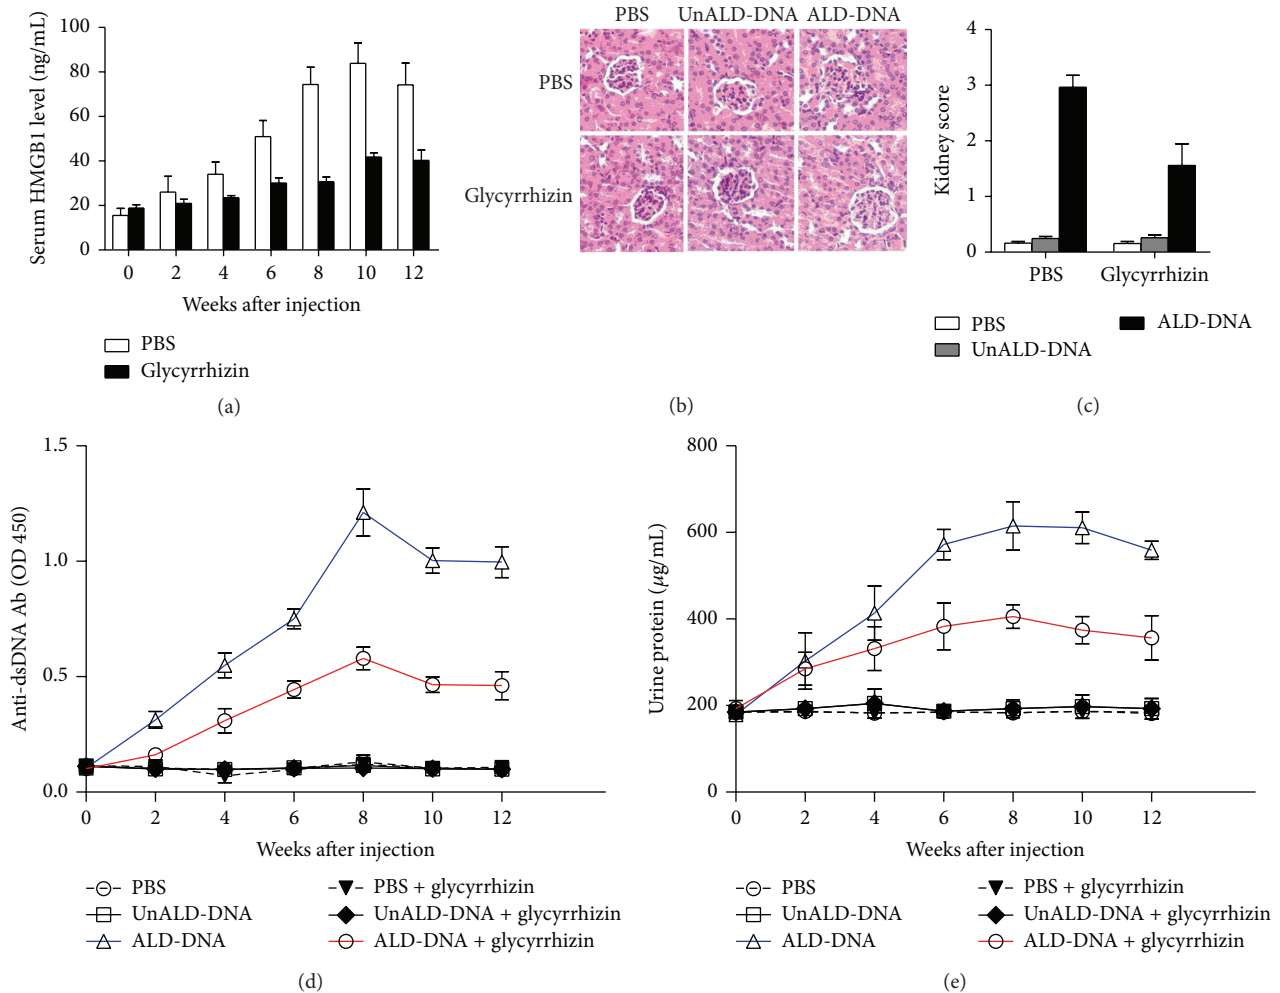 Serum HMGB1 level (ng/mL)
100
80
60
40
20
0
0 2 4 6 8 10 12
Weeks after injection
PBS
Glycyrrhizin
(a)
PBS UnALD-DNA ALD-DNA
PBS
Glycyrrhizin
(b)
Kidney score
4
3
2
1
0
PBS Glycyrrhizin
PBS
UnALD-DNA
ALD-DNA
(c)
Anti-dsDNA Ab (OD 450)
1.5
1.0
0.5
0.0
0 2 4 6 8 10 12
Weeks after injection
PBS
UnALD-DNA
ALD-DNA
PBS + glycyrrhizin
UnALD-DNA + glycyrrhizin
ALD-DNA + glycyrrhizin
(d)
Urine protein (μg/mL)
800
600
400
200
0
0 2 4 6 8 10 12
Weeks after injection
PBS
UnALD-DNA
ALD-DNA
PBS + glycyrrhizin
UnALD-DNA + glycyrrhizin
ALD-DNA + glycyrrhizin
(e)